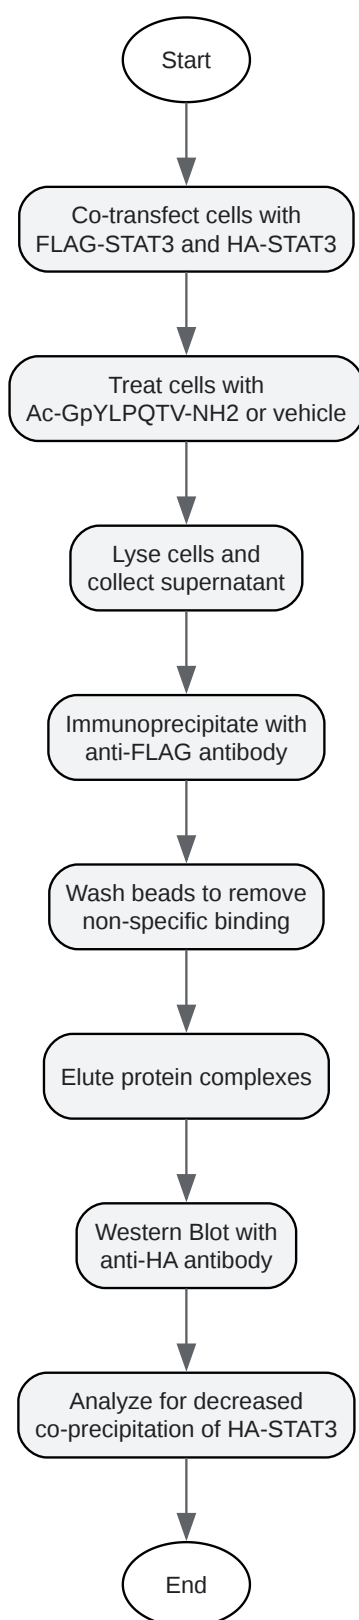 Start
Co-transfect cells with
FLAG-STAT3 and HA-STAT3
Treat cells with
Ac-GpYLPQTV-NH2 or vehicle
Lyse cells and
collect supernatant
Immunoprecipitate with
anti-FLAG antibody
Wash beads to remove
non-specific binding
Elute protein complexes
Western Blot with
anti-HA antibody
Analyze for decreased
co-precipitation of HA-STAT3
End